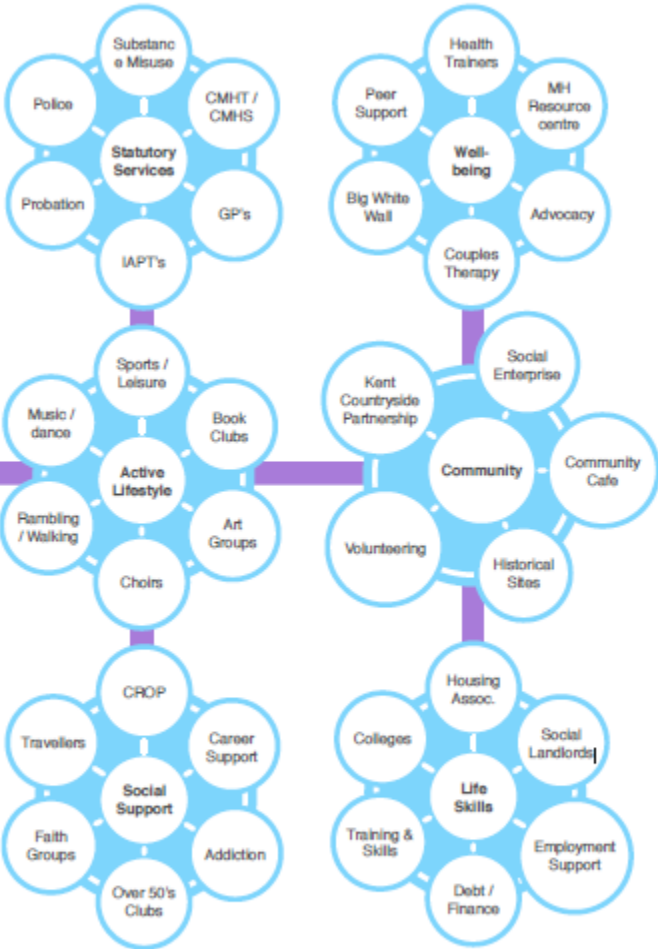 Substanc
e Misuse
Police
CMHT /
CMHS
Statutory
Services
Probation
GP's
IAPT's
Health
Trainers
Peer
Support
MH
Resource
centre
Well-
being
Big White
Wall
Advocacy
Couples
Therapy
Sports /
Leisure
Music /
dance
Book
Clubs
Active
Lifestyle
Rambling
/ Walking
Art
Groups
Choirs
Social
Enterprise
Kent
Countryside
Partnership
Community
Community
Cafe
Volunteering
Historical
Sites
CROP
Travellers
Career
Support
Social
Support
Faith
Groups
Addiction
Over 50's
Clubs
Housing
Assoc.
Colleges
Social
Landlords
Life
Skills
Training &
Skills
Employment
Support
Debt /
Finance